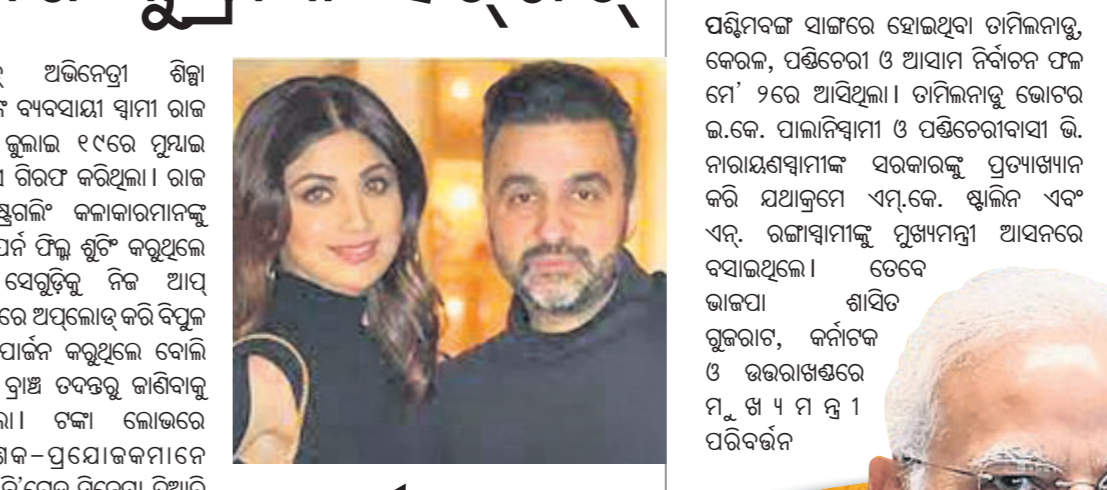 ଅଭିନେତ୍ରୀ ଶିଳ୍ପା
ବ୍ୟବସାୟୀ ସ୍ୱାମୀ ରାଜ
ଜୁଲାଇ ୧୯ରେ ମୁମ୍ବାଇ
ଗିରଫ କରିଥିଲା। ରାଜ
କଳାକାରମାନଙ୍କୁ
ଫିଲ୍ମ ଶୁଟିଂ କରୁଥିଲେ
ସେଗୁଡ଼ିକୁ ନିଜ ଆପ୍
ରେ ଅପ୍‌ଲୋଡ୍ କରି ବିପୁଳ
କରୁଥିଲେ ବୋଲି
ବ୍ରାଞ୍ଚ ତଦନ୍ତରୁ ଜାଣିବାକୁ
ଟଙ୍କା ଲୋଭରେ
-ପ୍ରଯୋଜକମାନେ
ପଶ୍ଚିମବଙ୍ଗ ସାଙ୍ଗରେ ହୋଇଥିବା ତାମିଲନାଡୁ,
କେରଳ, ପଣ୍ଡିଚେରୀ ଓ ଆସାମ ନିର୍ବାଚନ ଫଳ
ମେ' ୨ରେ ଆସିଥିଲା। ତାମିଲନାଡୁ ଭୋଟର
ଇ.କେ. ପାଲାନିସ୍ୱାମୀ ଓ ପଣ୍ଡିଚେରୀବାସୀ ଭି.
ନାରାୟଣସ୍ୱାମୀଙ୍କ ସରକାରଙ୍କୁ ପ୍ରତ୍ୟାଖ୍ୟାନ
କରି ଯଥାକ୍ରମେ ଏମ୍.କେ. ଷ୍ଟାଲିନ ଏବଂ
ଏନ୍. ରଙ୍ଗାସ୍ୱାମୀଙ୍କୁ ମୁଖ୍ୟମନ୍ତ୍ରୀ ଆସନରେ
ବସାଇଥିଲେ। ତେବେ
ଭାଜପା ଶାସିତ
ଗୁଜରାଟ, କର୍ନାଟକ
ଓ ଉତ୍ତରାଖଣ୍ଡରେ
ମୁଖ୍ୟମନ୍ତ୍ରୀ
ପରିବର୍ତ୍ତନ